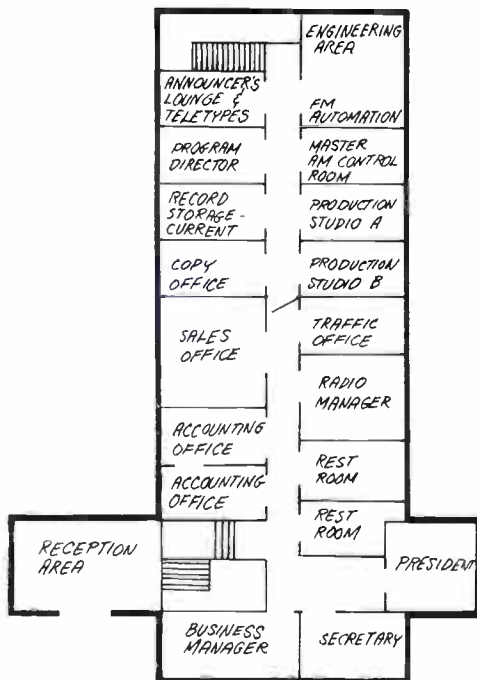 ENGINEERING
AREA
ANNOUNCER'S
LOUNGE &
TELETYPES
FM
AUTOMATION
PROGRAM
DIRECTOR
MASTER
AM CONTROL
ROOM
RECORD
STORAGE-
CURRENT
PRODUCTION
STUDIO A
COPY
OFFICE
PRODUCTION
STUDIO B
SALES
OFFICE
TRAFFIC
OFFICE
RADIO
MANAGER
ACCOUNTING
OFFICE
REST
ROOM
ACCOUNTING
OFFICE
REST
ROOM
RECEPTION
AREA
PRESIDENT
BUSINESS
MANAGER
SECRETARY